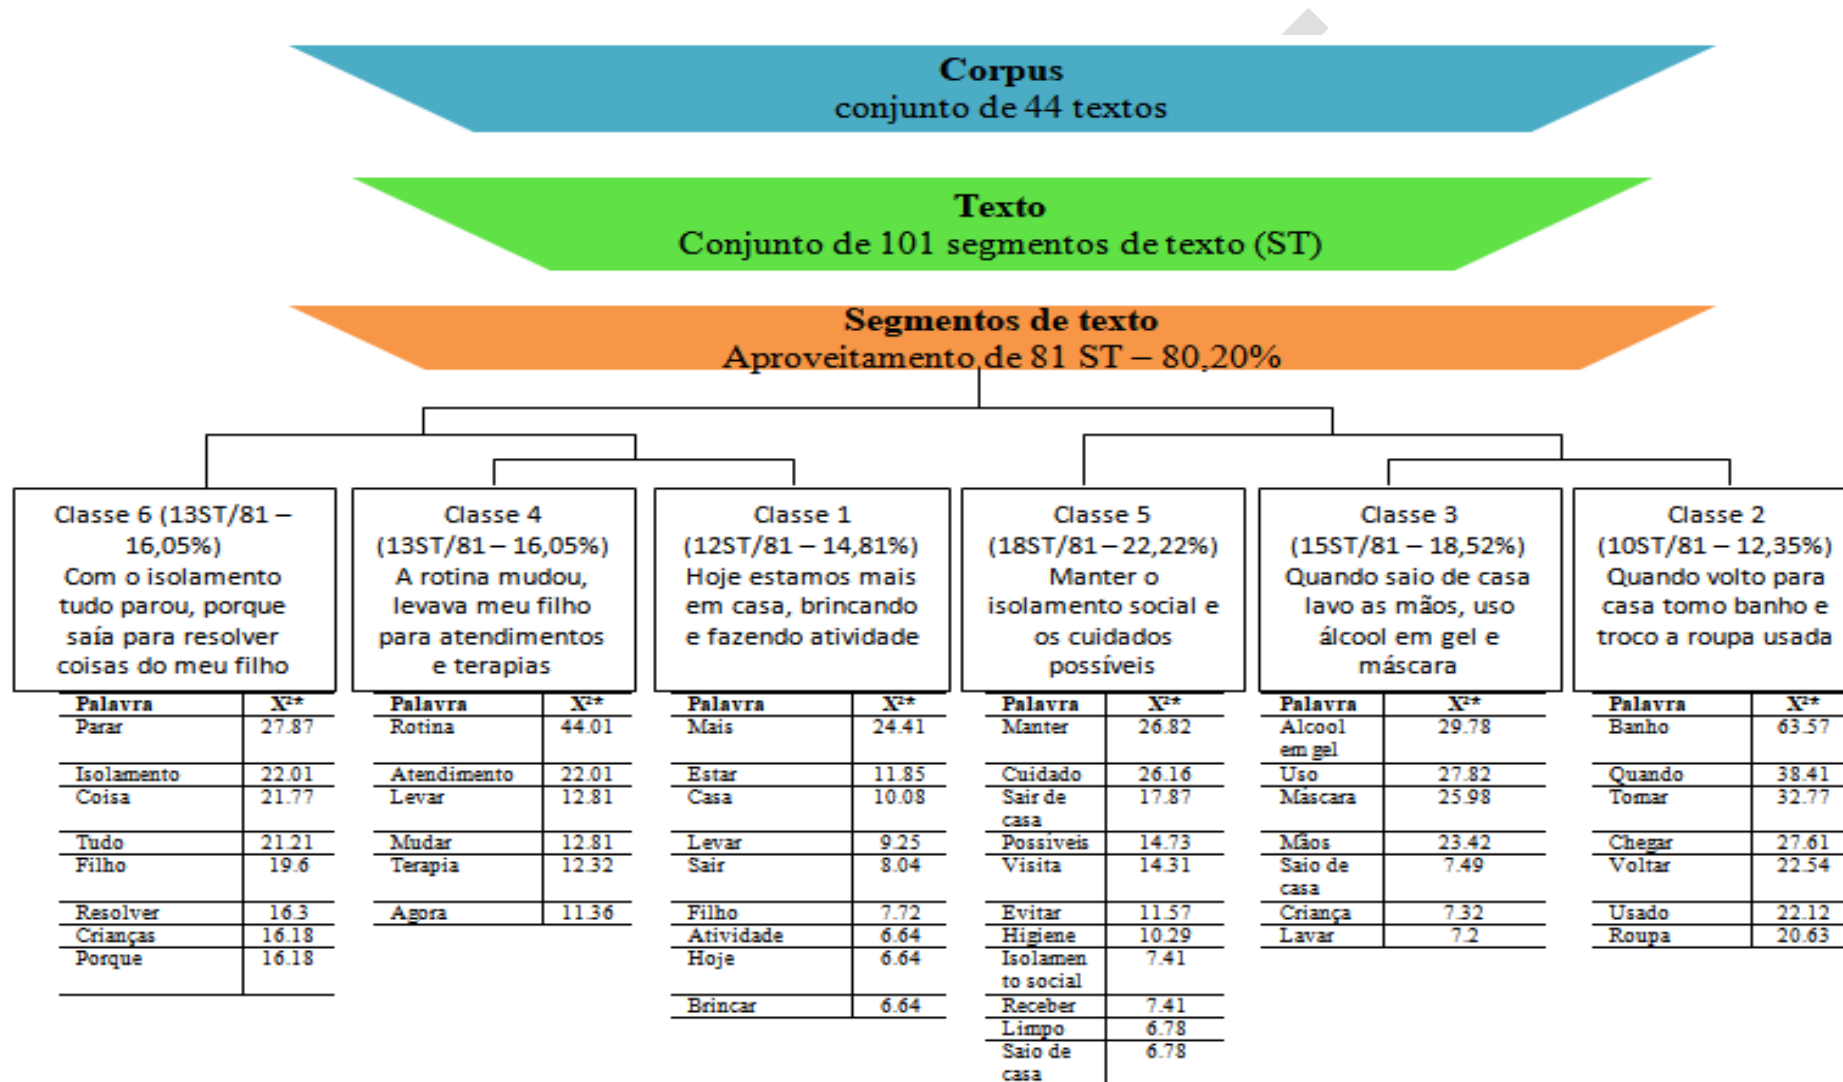 Corpus
conjunto de 44 textos
Texto
Conjunto de 101 segmentos de texto (ST)
Segmentos de texto
Aproveitamento de 81 ST – 80,20%
Classe 6 (13ST/81 –
16,05%)
Com o isolamento
tudo parou, porque
saía para resolver
coisas do meu filho
Palavra X²*
Parar 27.87
Isolamento 22.01
Coisa 21.77
Tudo 21.21
Filho 19.6
Resolver 16.3
Crianças 16.18
Porque 16.18
Classe 4
(13ST/81 – 16,05%)
A rotina mudou,
levava meu filho
para atendimentos
e terapias
Palavra X²*
Rotina 44.01
Atendimento 22.01
Levar 12.81
Mudar 12.81
Terapia 12.32
Agora 11.36
Classe 1
(12ST/81 – 14,81%)
Hoje estamos mais
em casa, brincando
e fazendo atividade
Palavra X²*
Mais 24.41
Estar 11.85
Casa 10.08
Levar 9.25
Sair 8.04
Filho 7.72
Atividade 6.64
Hoje 6.64
Brincar 6.64
Classe 5
(18ST/81 – 22,22%)
Manter o
isolamento social e
os cuidados
possíveis
Palavra X²*
Manter 26.82
Cuidado 26.16
Sair de 17.87
casa
Possíveis 14.73
Visita 14.31
Evitar 11.57
Higiene 10.29
Isolamen 7.41
to social
Receber 7.41
Limpo 6.78
Saio de 6.78
casa
Classe 3
(15ST/81 – 18,52%)
Quando saio de casa
lavo as mãos, uso
álcool em gel e
máscara
Palavra X²*
Alcool 29.78
em gel
Uso 27.82
Máscara 25.98
Mãos 23.42
Saio de 7.49
casa
Criança 7.32
Lavar 7.2
Classe 2
(10ST/81 – 12,35%)
Quando volto para
casa tomo banho e
troco a roupa usada
Palavra X²*
Banho 63.57
Quando 38.41
Tomar 32.77
Chegar 27.61
Voltar 22.54
Usado 22.12
Roupa 20.63